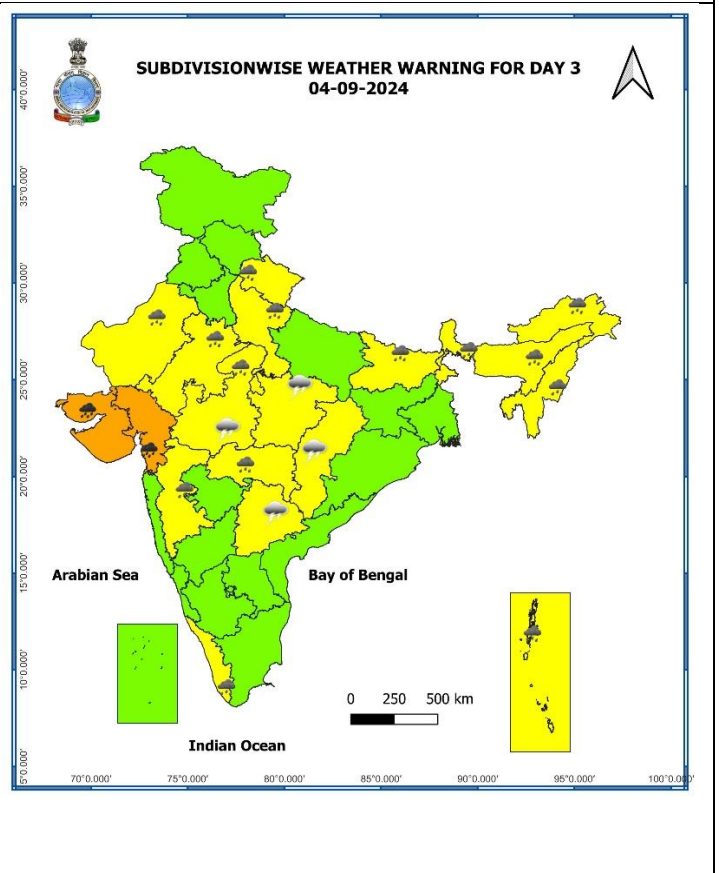 SUBDIVISIONWISE WEATHER WARNING FOR DAY 3
04-09-2024
40°0.000'
35°0.000'
30°0.000'
25°0.000'
20°0.000'
15°0.000'
10°0.000'
5°0.000'
Arabian Sea
Bay of Bengal
0 250 500 km
Indian Ocean
70°0.000' 75°0.000' 80°0.000' 85°0.000' 90°0.000' 95°0.000' 100°0.000'